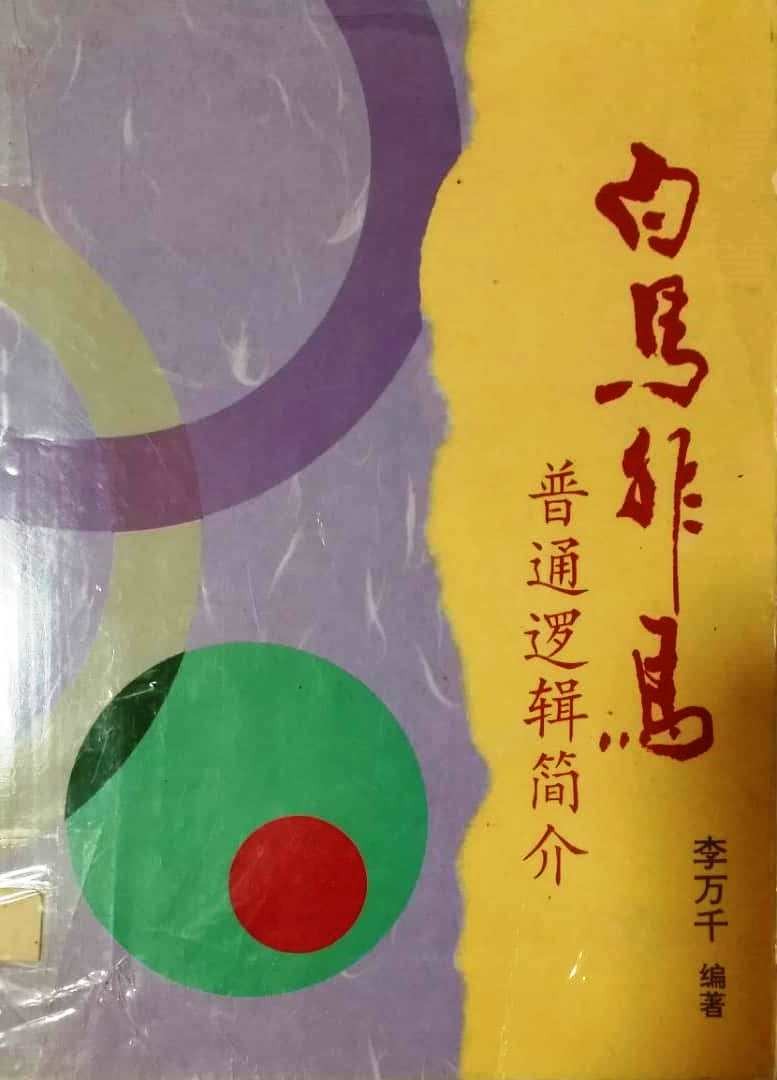 白馬非馬
普通逻辑简介
李万千 编著